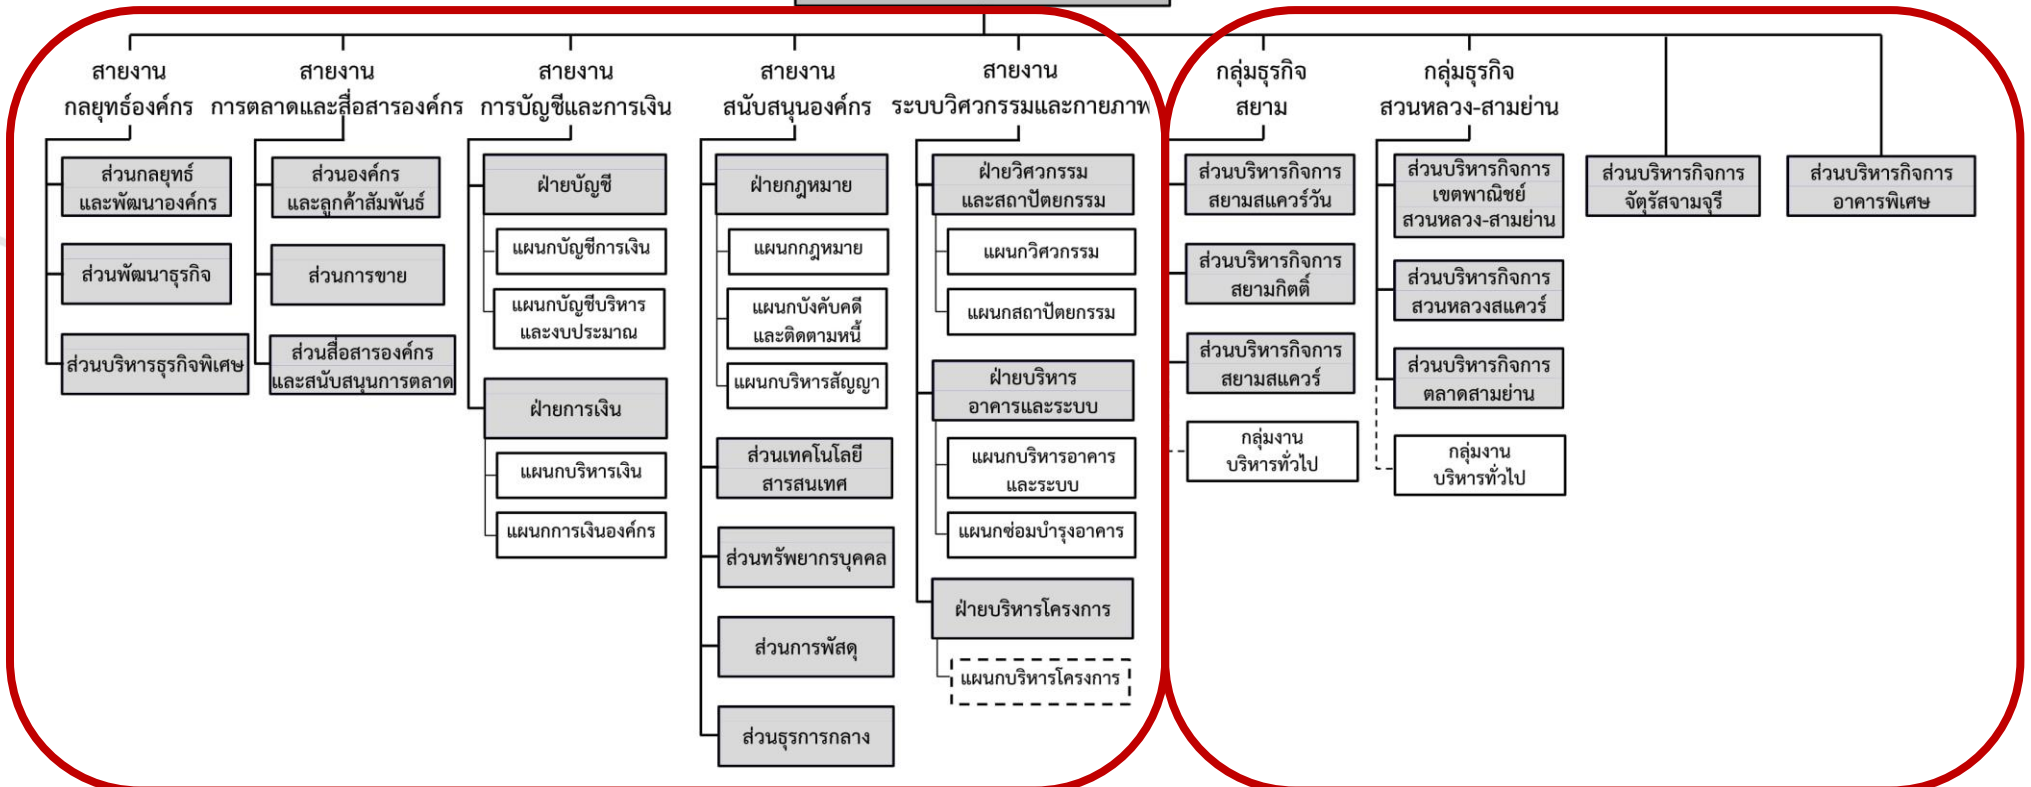 สายงาน
กลยุทธ์องค์กร
ส่วนกลยุทธ์
และพัฒนาองค์กร
ส่วนพัฒนาธุรกิจ
ส่วนบริหารธุรกิจพิเศษ
สายงาน
การตลาดและสื่อสารองค์กร
ส่วนองค์กร
และลูกค้าสัมพันธ์
ส่วนการขาย
ส่วนสื่อสารองค์กร
และสนับสนุนการตลาด
สายงาน
การบัญชีและการเงิน
ฝ่ายบัญชี
แผนกบัญชีการเงิน
แผนกบัญชีบริหาร
และงบประมาณ
ฝ่ายการเงิน
แผนกบริหารเงิน
แผนกการเงินองค์กร
สายงาน
สนับสนุนองค์กร
ฝ่ายกฎหมาย
แผนกกฎหมาย
แผนกบังคับคดี
และติดตามหนี้
แผนกบริหารสัญญา
ส่วนเทคโนโลยี
สารสนเทศ
ส่วนทรัพยากรบุคคล
ส่วนการพัสดุ
ส่วนธุรการกลาง
สายงาน
ระบบวิศวกรรมและกายภาพ
ฝ่ายวิศวกรรม
และสถาปัตยกรรม
แผนกวิศวกรรม
แผนกสถาปัตยกรรม
ฝ่ายบริหาร
อาคารและระบบ
แผนกบริหารอาคาร
และระบบ
แผนกซ่อมบำรุงอาคาร
ฝ่ายบริหารโครงการ
แผนกบริหารโครงการ
กลุ่มธุรกิจ
สยาม
ส่วนบริหารกิจการ
สยามสแควร์วัน
ส่วนบริหารกิจการ
สยามกิตติ์
ส่วนบริหารกิจการ
สยามสแควร์
กลุ่มงาน
บริหารทั่วไป
กลุ่มธุรกิจ
สวนหลวง-สามย่าน
ส่วนบริหารกิจการ
เขตพาณิชย์
สวนหลวง-สามย่าน
ส่วนบริหารกิจการ
สวนหลวงสแควร์
ส่วนบริหารกิจการ
ตลาดสามย่าน
กลุ่มงาน
บริหารทั่วไป
ส่วนบริหารกิจการ
จัตุรัสจามจุรี
ส่วนบริหารกิจการ
อาคารพิเศษ